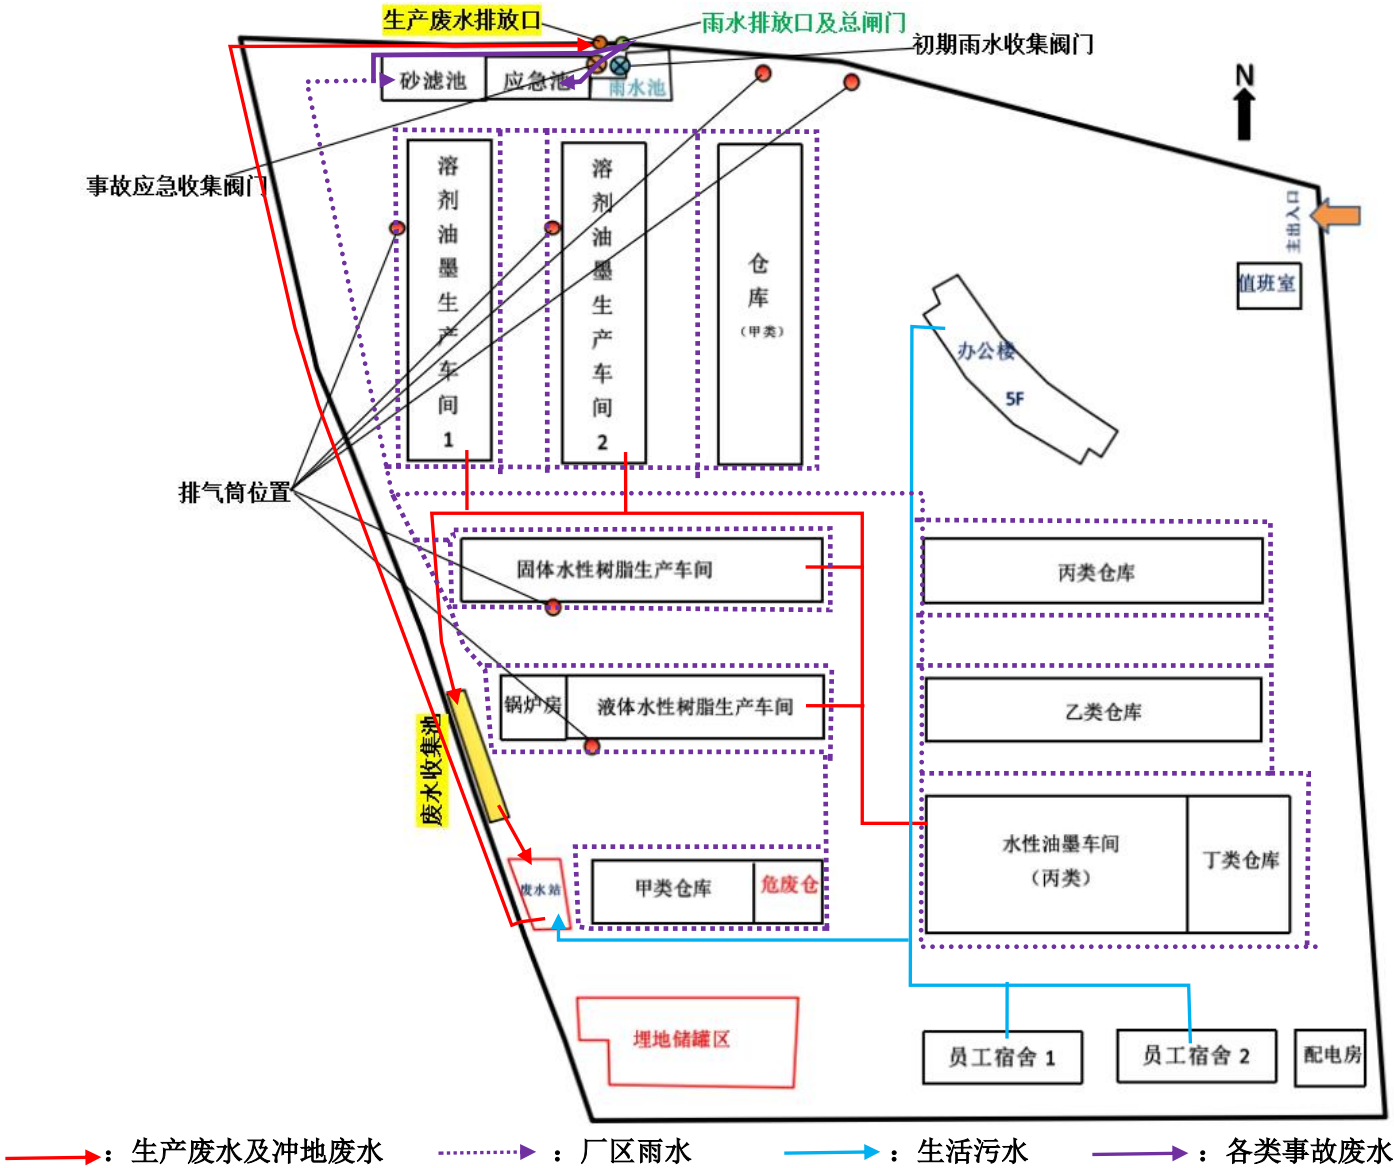 生产废水排放口
雨水排放口及总闸门
初期雨水收集阀门
砂滤池
应急池
雨水池
N
事故应急收集阀门
主出入口
值班室
溶剂油墨生产车间1
溶剂油墨生产车间2
仓库
（甲类）
办公楼
5F
排气筒位置
固体水性树脂生产车间
丙类仓库
锅炉房
液体水性树脂生产车间
乙类仓库
废水收集池
水性油墨车间
（丙类）
丁类仓库
废水站
甲类仓库
危废仓
埋地储罐区
员工宿舍 1
员工宿舍 2
配电房
：生产废水及冲地废水
：厂区雨水
：生活污水
：各类事故废水